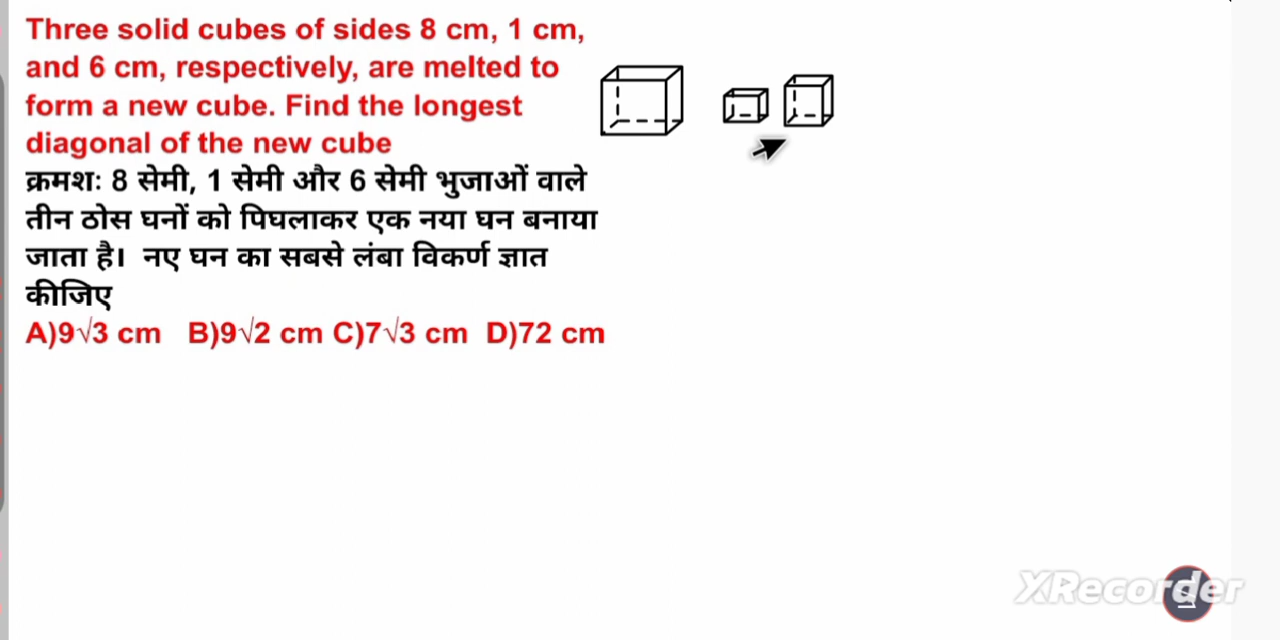 Three solid cubes of sides 8 cm, 1 cm,
and 6 cm, respectively, are melted to
form a new cube. Find the longest
diagonal of the new cube
क्रमश: 8 सेमी, 1 सेमी और 6 सेमी भुजाओं वाले
तीन ठोस घनों को पिघलाकर एक नया घन बनाया
जाता है। नए घन का सबसे लंबा विकर्ण ज्ञात
कीजिए
A)9√3 cm B)9√2 cm C)7√3 cm D)72 cm
XRecorder